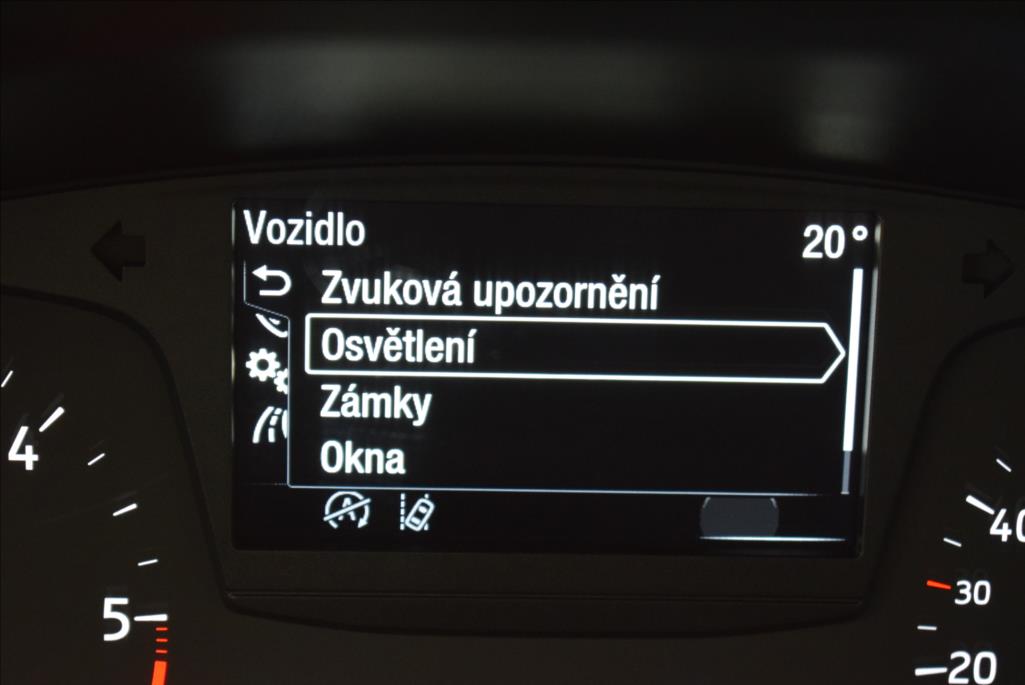 Vozidlo
20°
Zvuková upozornění
Osvětlení
Zámky
Okna
4
5
40
30
20